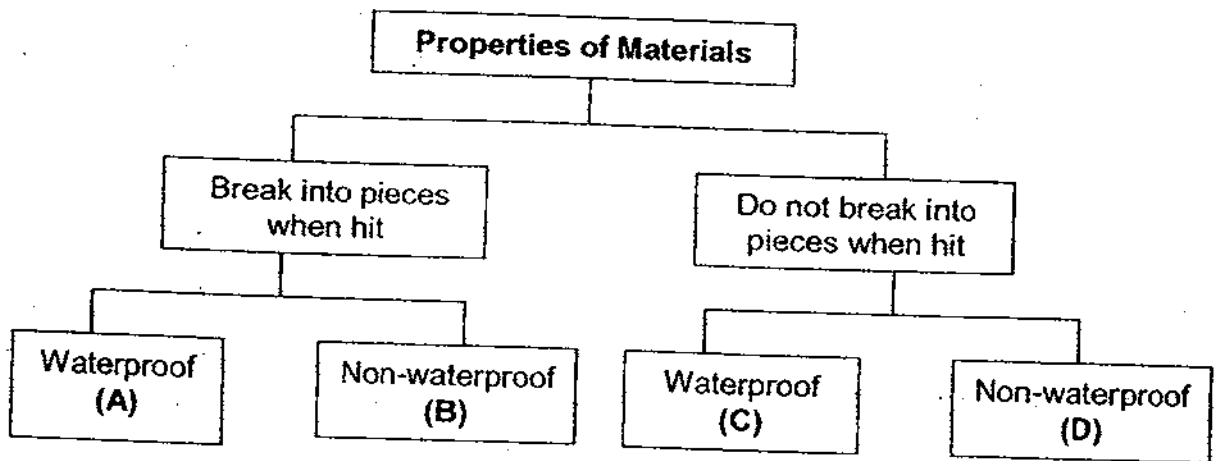 Properties of Materials
Break into pieces
when hit
Do not break into
pieces when hit
Waterproof
(A)
Non-waterproof
(B)
Waterproof
(C)
Non-waterproof
(D)